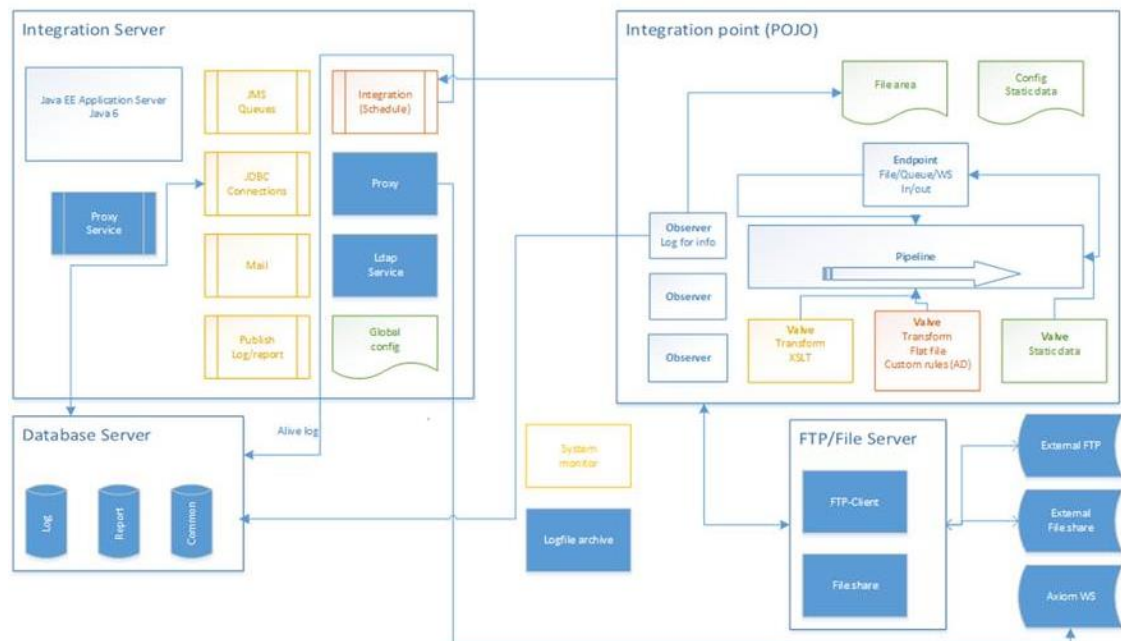 Integration Server
Java EE Application Server
Java 6
JMS
Queues
Integration
(Schedule)
JDBC
Connections
Proxy
Proxy
Service
Mail
Ldap
Service
Publish
Log/report
Global
config
Integration point (POJO)
File area
Config
Static data
Endpoint
File/Queue/WS
In/out
Observer
Log for info
Pipeline
Observer
Observer
Valve
Transform
XSLT
Valve
Transform
Flat file
Custom rules (AD)
Valve
Static data
Database Server
Alive log
Log
Report
Common
System
monitor
Logfile archive
FTP/File Server
FTP-Client
File share
External FTP
External
File share
Axiom WS